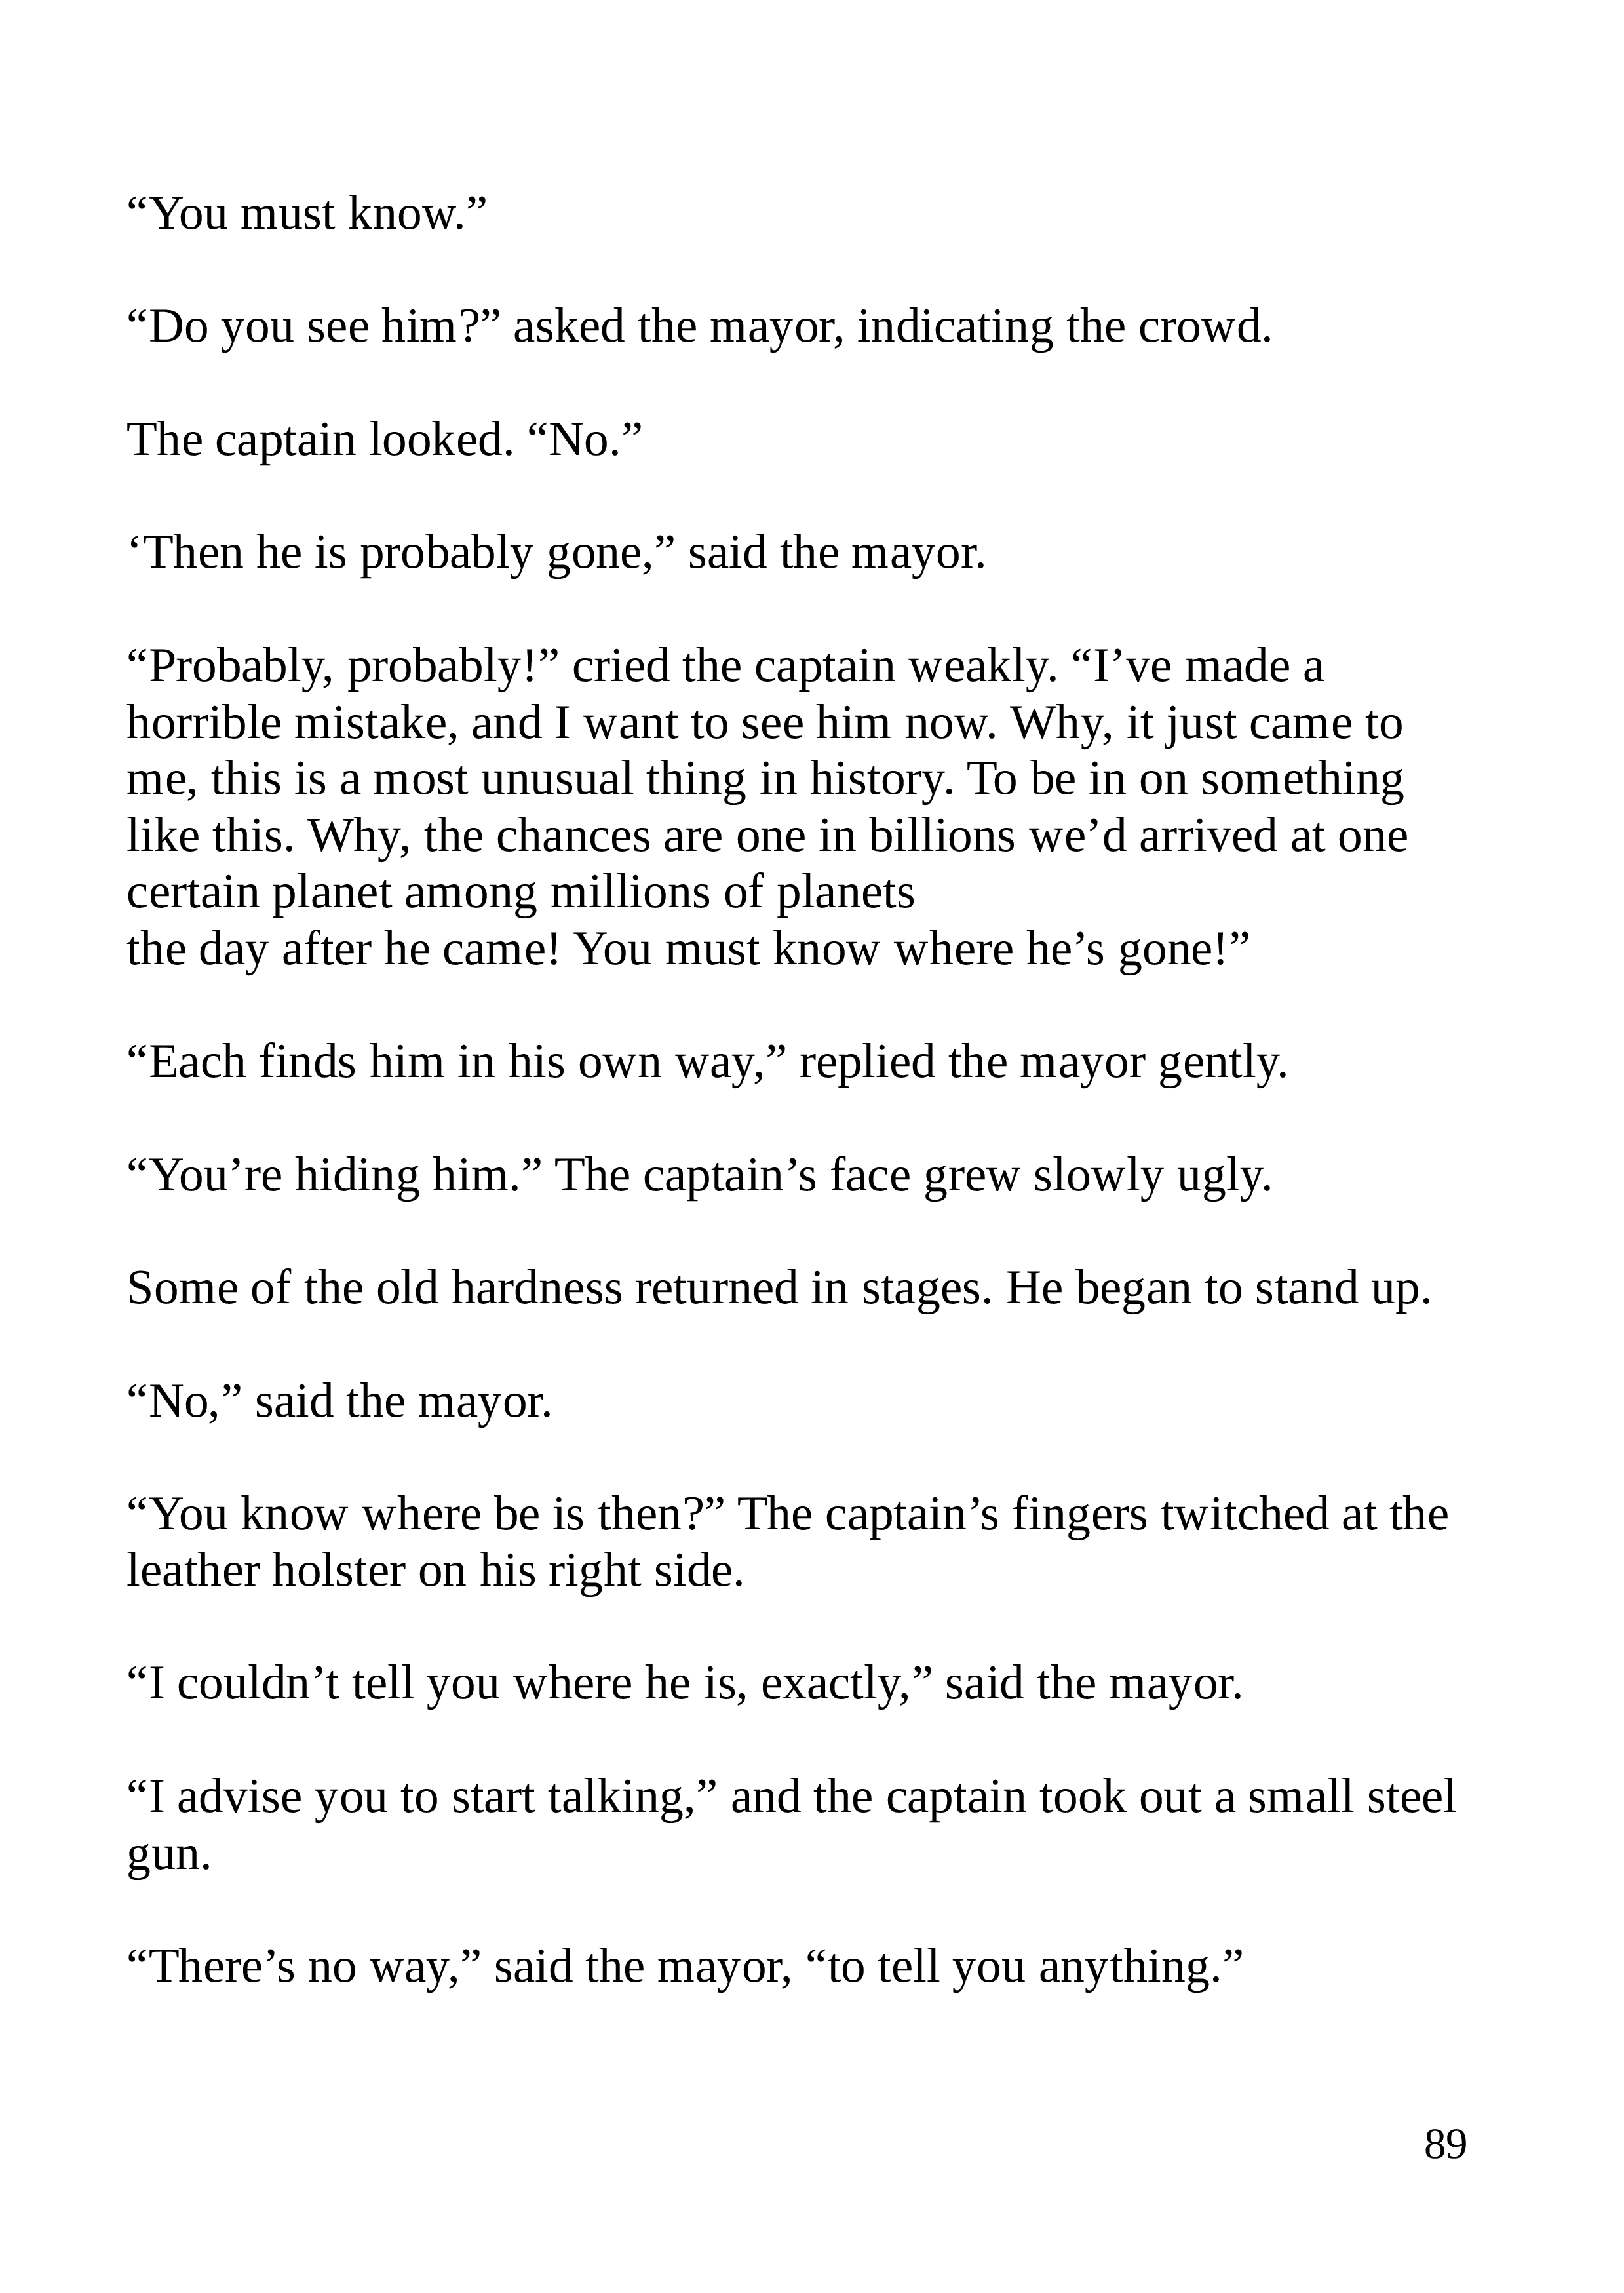 “You must know.”
“Do you see him?” asked the mayor, indicating the crowd.
The captain looked. “No.”
‘Then he is probably gone,” said the mayor.
“Probably, probably!” cried the captain weakly. “I’ve made a
horrible mistake, and I want to see him now. Why, it just came to
me, this is a most unusual thing in history. To be in on something
like this. Why, the chances are one in billions we’d arrived at one
certain planet among millions of planets
the day after he came! You must know where he’s gone!”
“Each finds him in his own way,” replied the mayor gently.
“You’re hiding him.” The captain’s face grew slowly ugly.
Some of the old hardness returned in stages. He began to stand up.
“No,” said the mayor.
“You know where be is then?” The captain’s fingers twitched at the
leather holster on his right side.
“I couldn’t tell you where he is, exactly,” said the mayor.
“I advise you to start talking,” and the captain took out a small steel
gun.
“There’s no way,” said the mayor, “to tell you anything.”
89